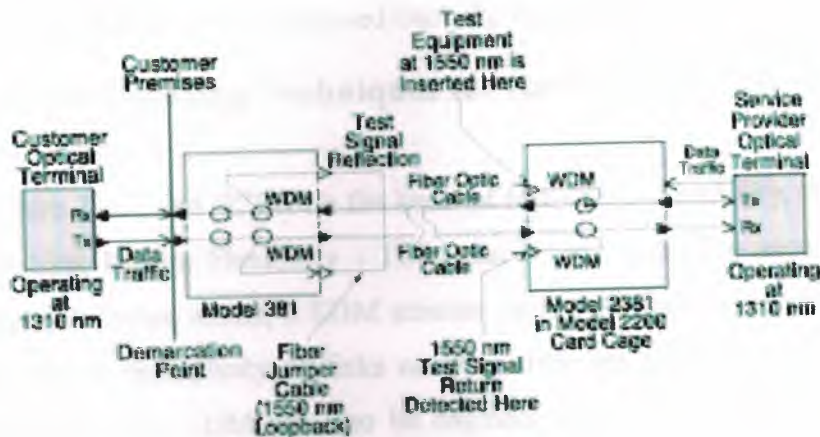 Test
Equipment
at 1550 nm is
Inserted Here
Customer
Premises
Service
Provider
Optical
Terminal
Test
Signal
Reflection
Customer
Optical
Terminal
Data
Traffic
WDM
Fiber Optic
Cable
WDM
Rx
Tx
Tx
Rx
Data
Traffic
WDM
Fiber Optic
Cable
WDM
Operating
at
1310 nm
Model 381
Model 2381
in Model 2200
Card Cage
Operating
at
1310 nm
Demarcation
Point
Fiber
Jumper
Cable
(1550 nm
Loopback)
1550 nm
Test Signal
Return
Detected Here